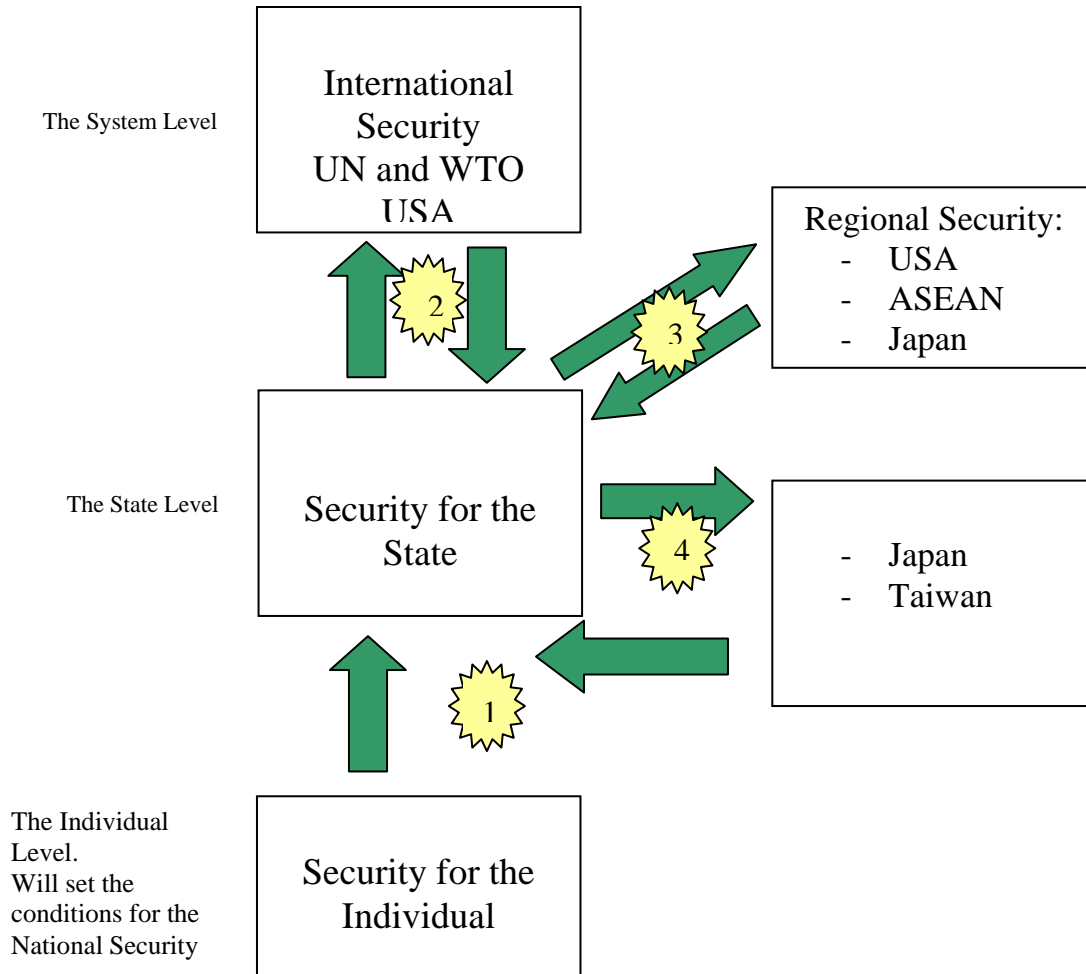 The System Level
International
Security
UN and WTO
USA
Regional Security:
- USA
- ASEAN
- Japan
2
3
The State Level
Security for the
State
4
- Japan
- Taiwan
1
The Individual
Level.
Will set the
conditions for the
National Security
Security for the
Individual